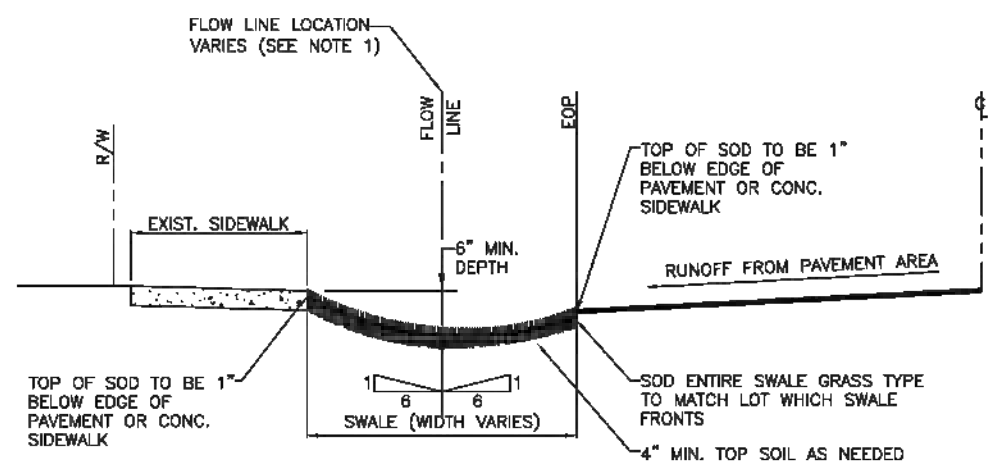 FLOW LINE LOCATION
VARIES (SEE NOTE 1)
R/W
FLOW
LINE
EOP
℄
TOP OF SOD TO BE 1"
BELOW EDGE OF
PAVEMENT OR CONC.
SIDEWALK
EXIST. SIDEWALK
6" MIN.
DEPTH
RUNOFF FROM PAVEMENT AREA
TOP OF SOD TO BE 1"
BELOW EDGE OF
PAVEMENT OR CONC.
SIDEWALK
1
6
6
1
SWALE (WIDTH VARIES)
SOD ENTIRE SWALE GRASS TYPE
TO MATCH LOT WHICH SWALE
FRONTS
4" MIN. TOP SOIL AS NEEDED